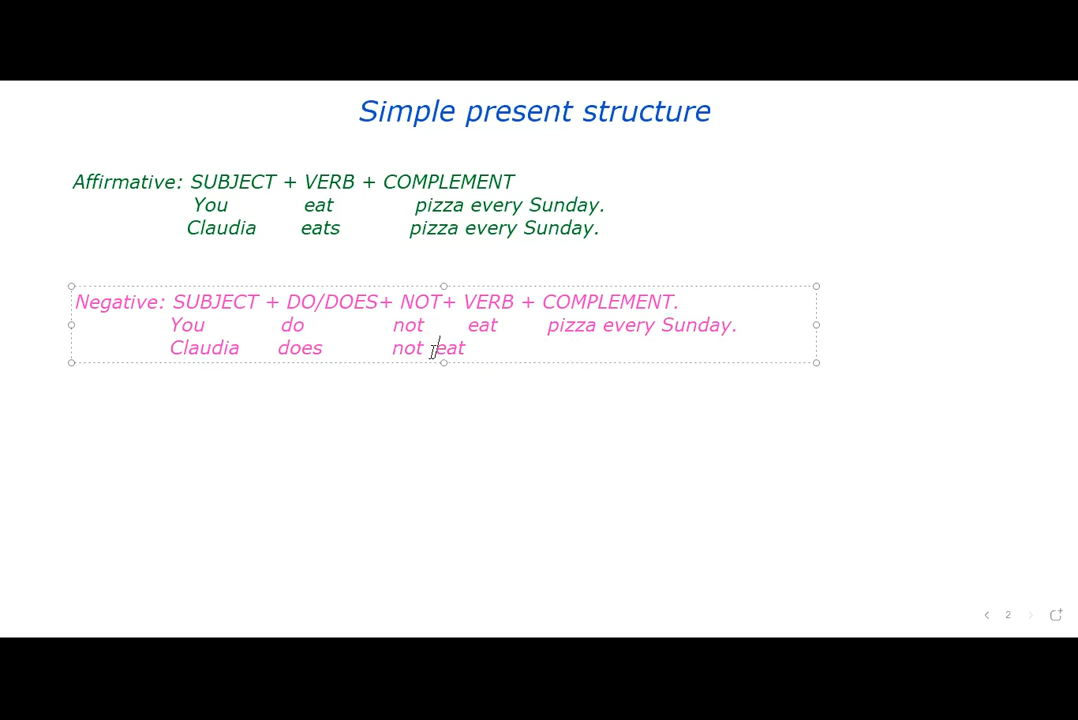 Simple present structure
Affirmative: SUBJECT + VERB + COMPLEMENT
You eat pizza every Sunday.
Claudia eats pizza every Sunday.
Negative: SUBJECT + DO/DOES+ NOT+ VERB + COMPLEMENT.
You do not eat pizza every Sunday.
Claudia does not eat
2